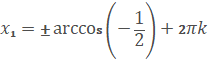 x₁ = ± arccos(−1/2) + 2πk